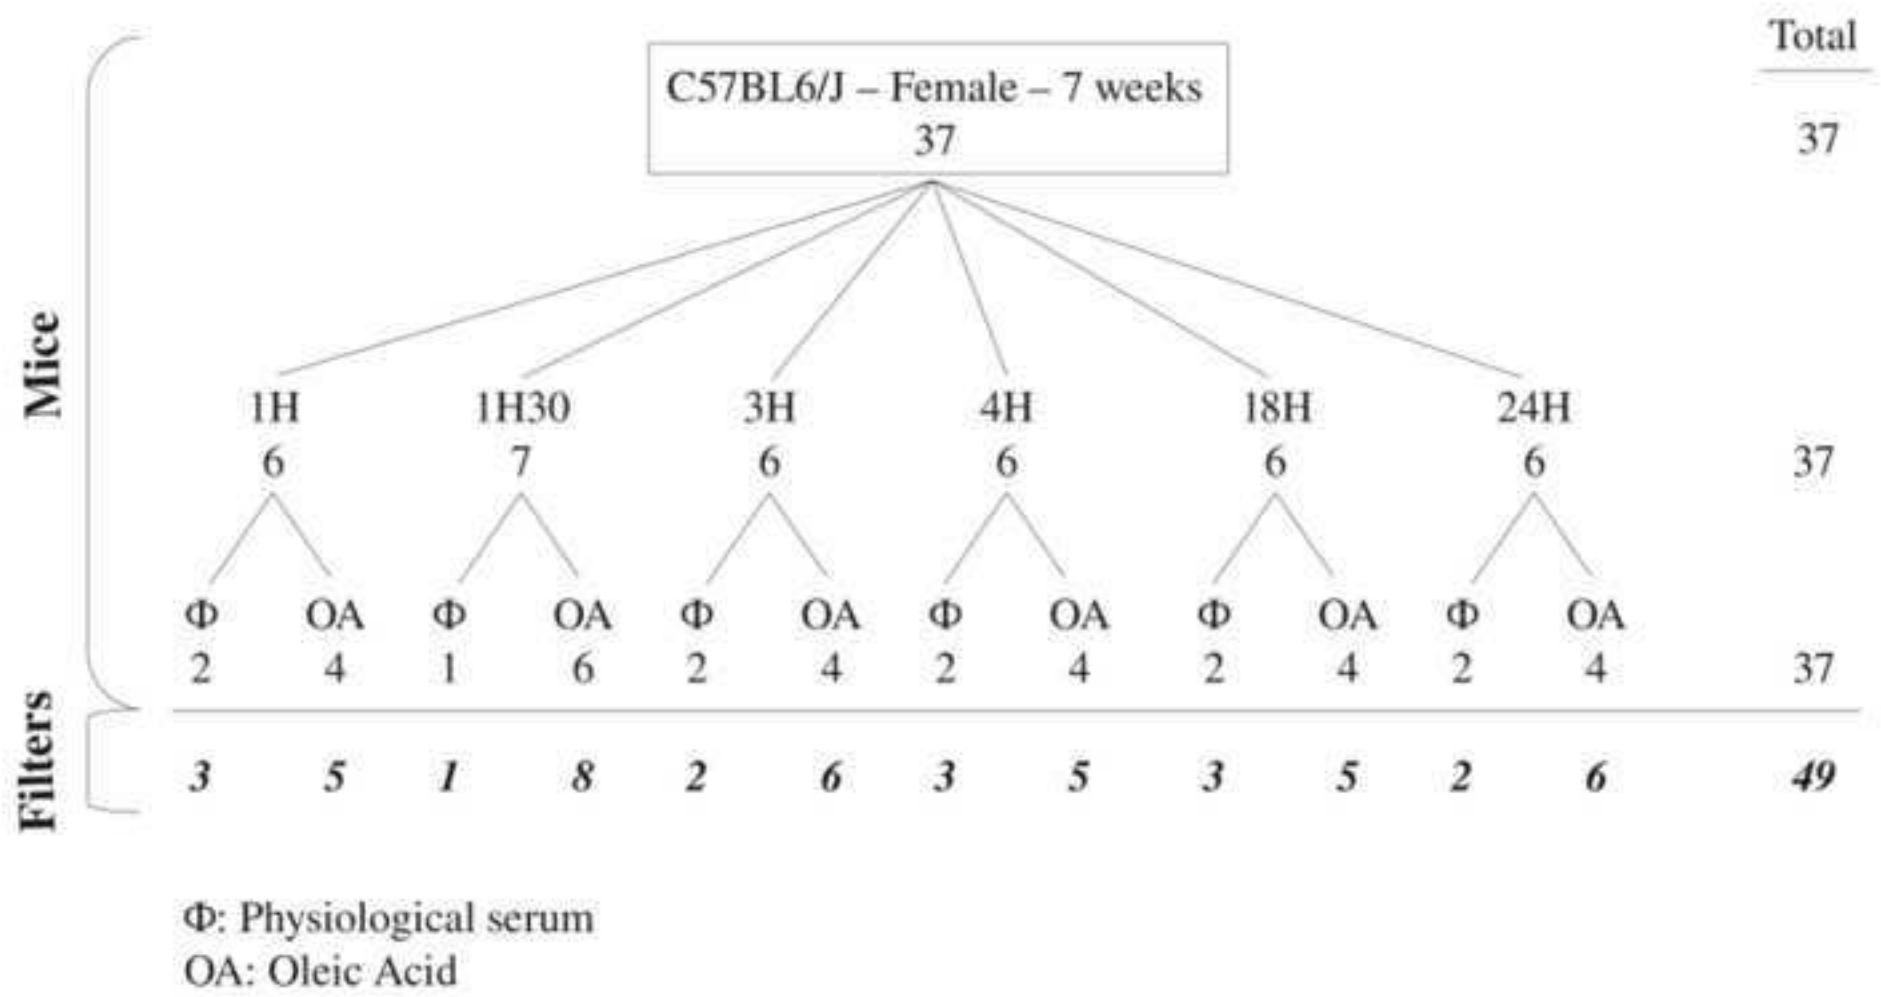 Total
C57BL6/J – Female – 7 weeks
37
37
Mice
1H 1H30 3H 4H 18H 24H
6 7 6 6 6 6 37
Φ OA Φ OA Φ OA Φ OA Φ OA Φ OA
2 4 1 6 2 4 2 4 2 4 2 4 37
Filters
3 5 1 8 2 6 3 5 3 5 2 6 49
Φ: Physiological serum
OA: Oleic Acid